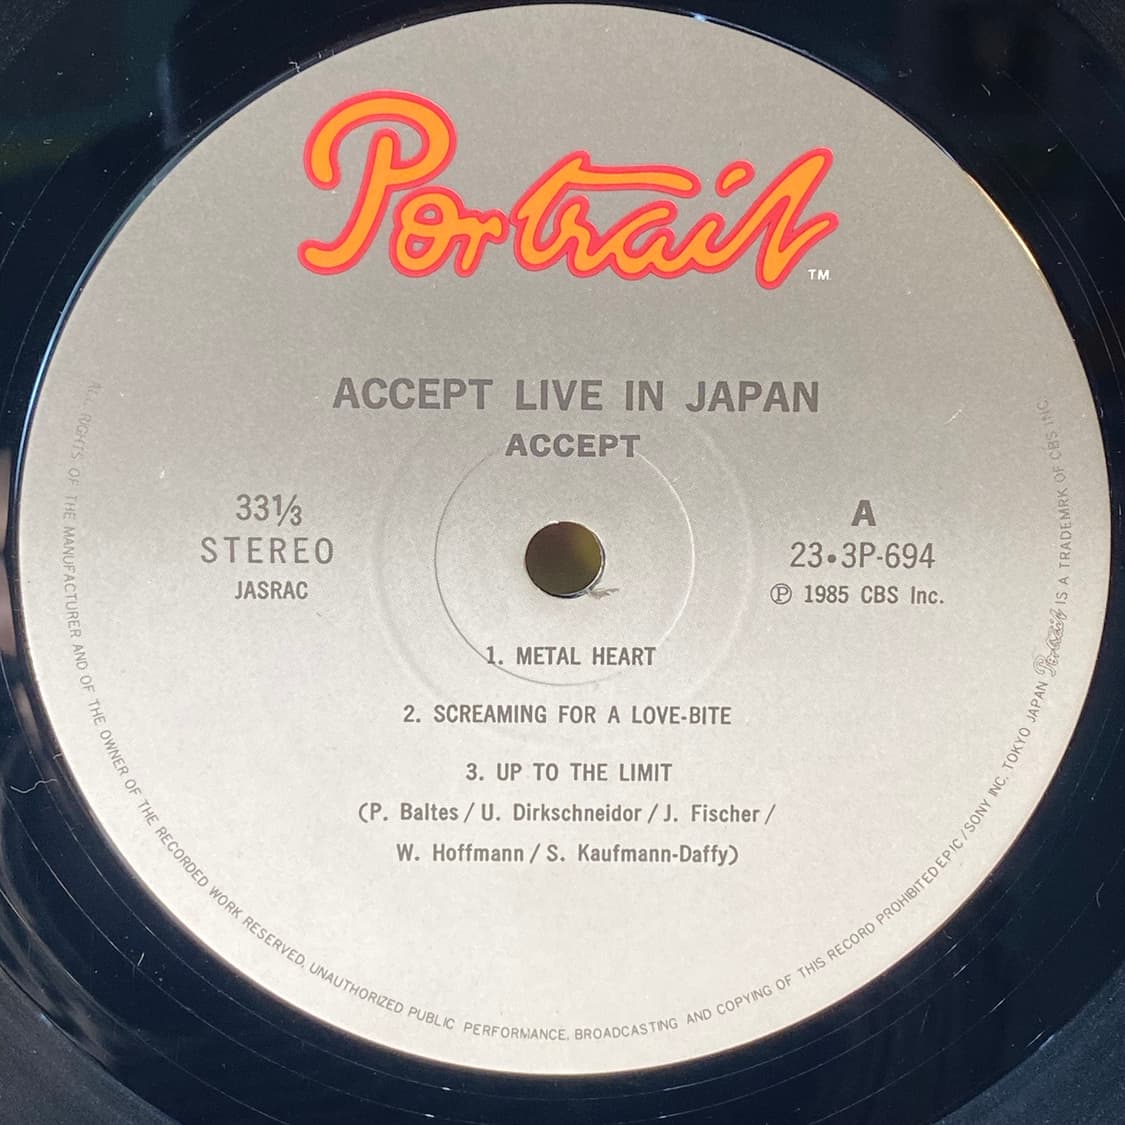 Portrait
TM
ACCEPT LIVE IN JAPAN
ACCEPT
33⅓
STEREO
JASRAC
A
23•3P-694
Ⓟ 1985 CBS Inc.
1. METAL HEART
2. SCREAMING FOR A LOVE-BITE
3. UP TO THE LIMIT
(P. Baltes / U. Dirkschneidor / J. Fischer /
W. Hoffmann / S. Kaufmann-Daffy)
ALL RIGHTS OF THE MANUFACTURER AND OF THE OWNER OF THE RECORDED WORK RESERVED. UNAUTHORIZED PUBLIC PERFORMANCE, BROADCASTING AND COPYING OF THIS RECORD PROHIBITED EPIC / SONY INC. TOKYO JAPAN Portrait IS A TRADEMRK OF CBS INC.